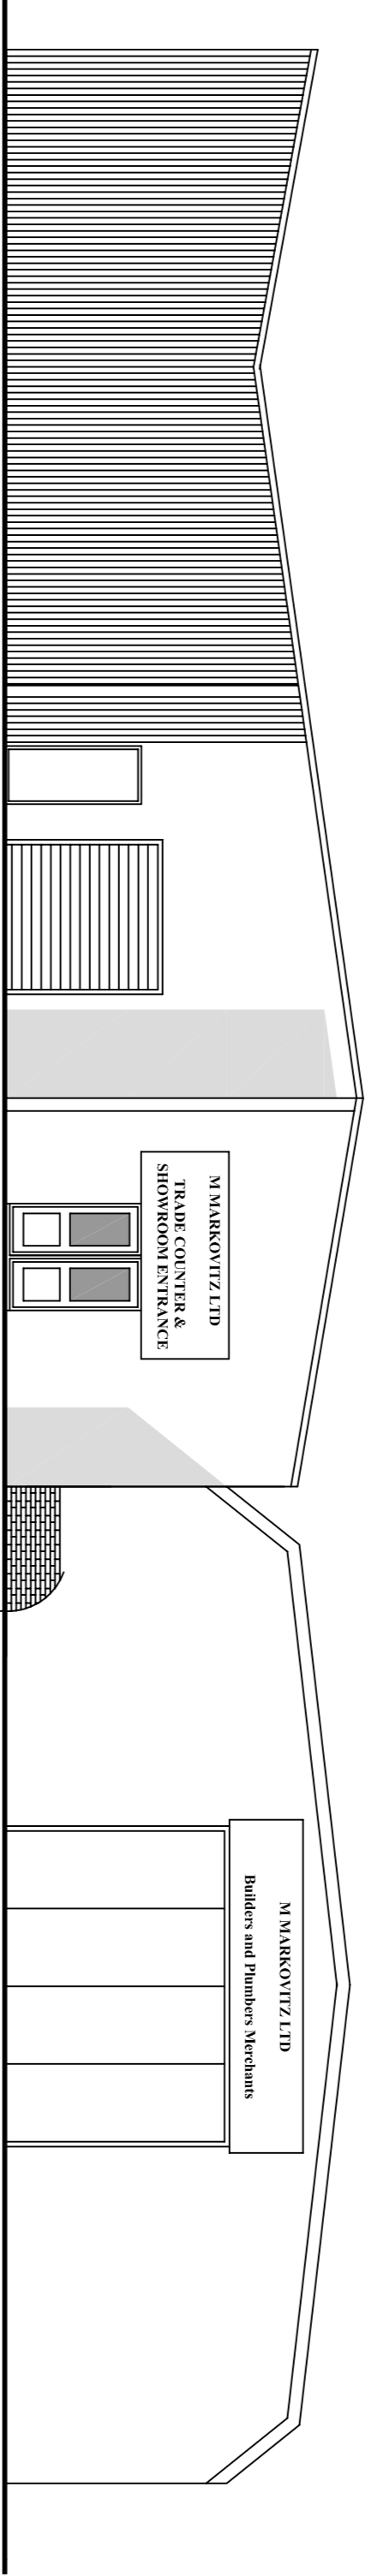 M MARKOVITZ LTD
TRADE COUNTER &
SHOWROOM ENTRANCE
M MARKOVITZ LTD
Builders and Plumbers Merchants